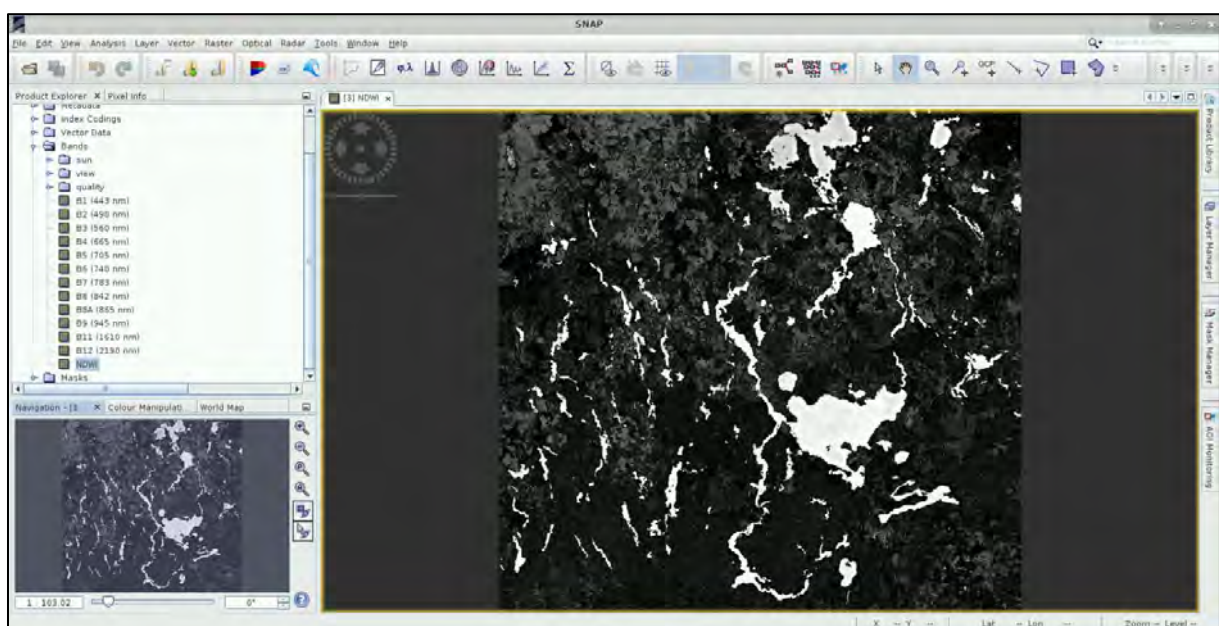 SNAP
File Edit View Analysis Layer Vector Raster Optical Radar Tools Window Help
Product Explorer X Pixel Info
[3] NDWI
Metadata
Index Codings
Vector Data
Bands
sun
view
quality
B1 (443 nm)
B2 (490 nm)
B3 (560 nm)
B4 (665 nm)
B5 (705 nm)
B6 (740 nm)
B7 (783 nm)
B8 (842 nm)
B8A (865 nm)
B9 (945 nm)
B11 (1610 nm)
B12 (2190 nm)
NDWI
Masks
Navigation - [3] X Colour Manipulati... World Map
1 : 103.02
0°
Product Library
Layer Manager
Mask Manager
AOI Monitoring
X -- Y -- Lat -- Lon -- Zoom -- Level --